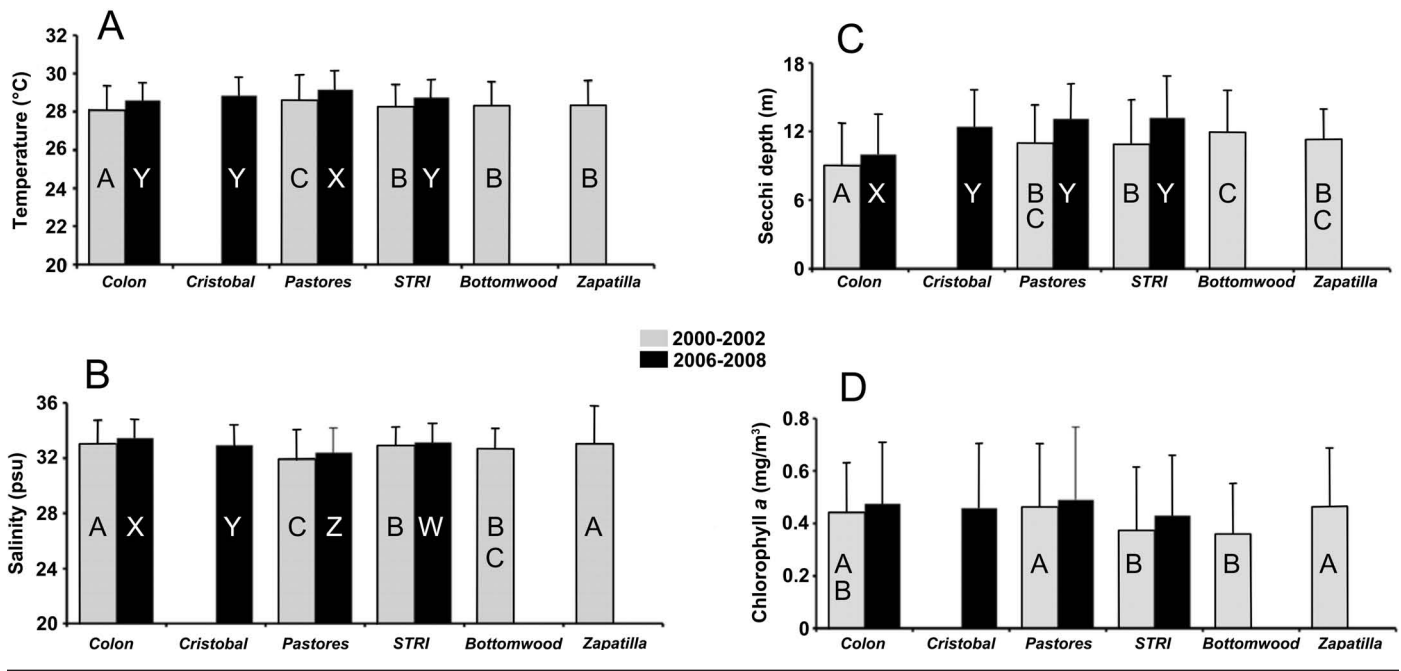 A
Temperature (°C)
32
30
28
26
24
22
20
A Y Y C X B Y B B
Colon Cristobal Pastores STRI Bottomwood Zapatilla
C
Secchi depth (m)
18
12
6
0
A X Y B Y B Y C B
C C
Colon Cristobal Pastores STRI Bottomwood Zapatilla
2000-2002
2006-2008
B
Salinity (psu)
36
32
28
24
20
A X Y C Z B W B A
C
Colon Cristobal Pastores STRI Bottomwood Zapatilla
D
Chlorophyll a (mg/m³)
0.8
0.6
0.4
0.2
0
A A B B A
B
Colon Cristobal Pastores STRI Bottomwood Zapatilla